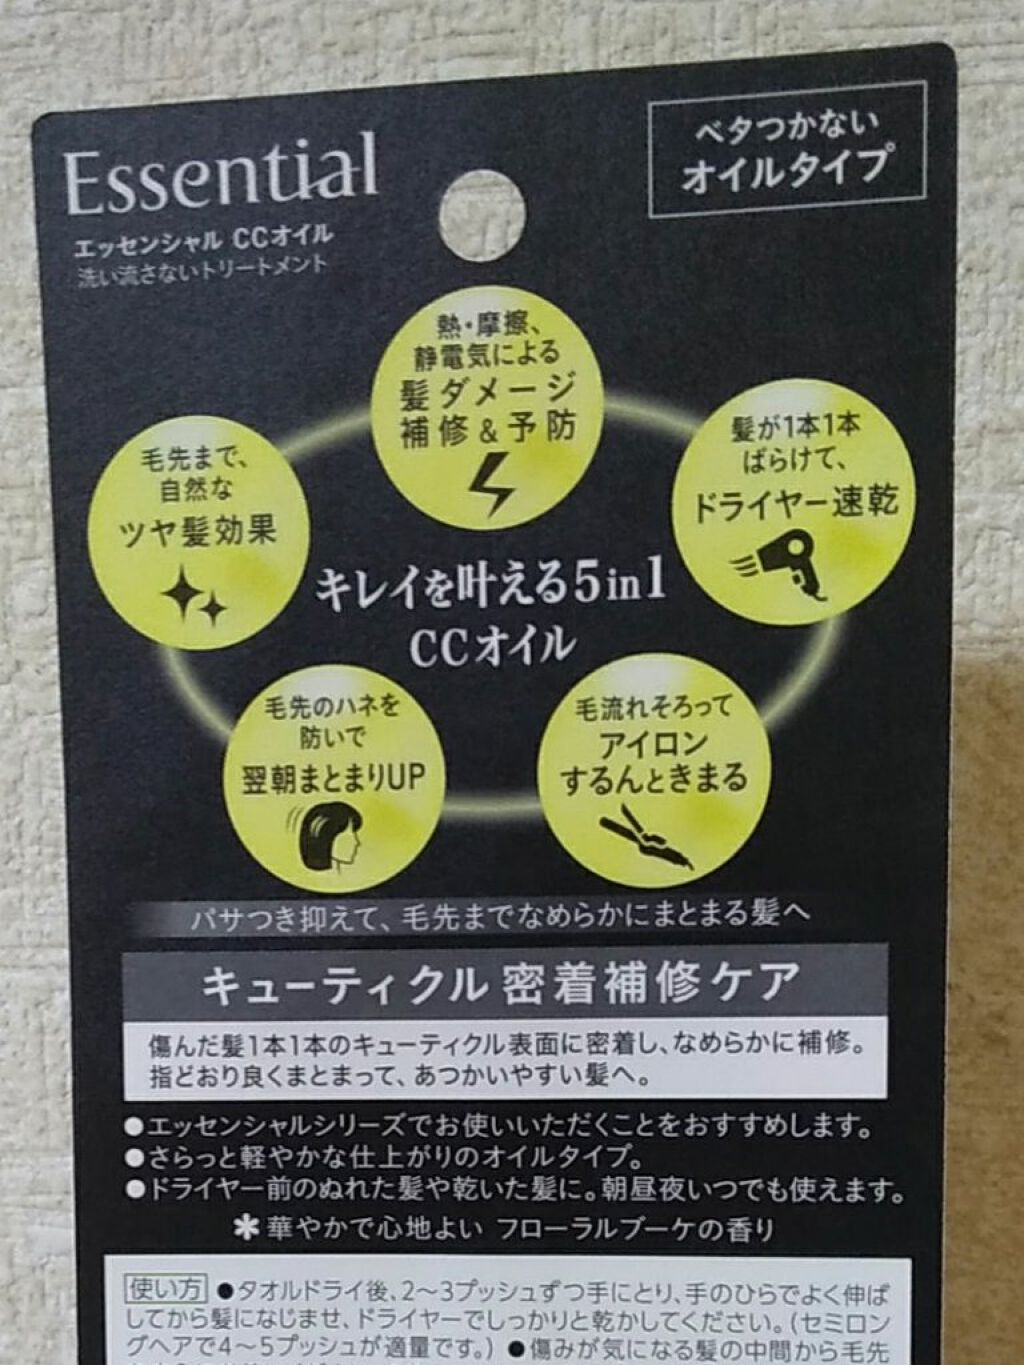 Essential
エッセンシャル CCオイル
洗い流さないトリートメント
ベタつかない
オイルタイプ
熱・摩擦、
静電気による
髪ダメージ
補修&予防
毛先まで、
自然な
ツヤ髪効果
髪が1本1本
ばらけて、
ドライヤー速乾
キレイを叶える5in1
CCオイル
毛先のハネを
防いで
翌朝まとまりUP
毛流れそろって
アイロン
するんときまる
パサつき抑えて、毛先までなめらかにまとまる髪へ
キューティクル密着補修ケア
傷んだ髪1本1本のキューティクル表面に密着し、なめらかに補修。
指どおり良くまとまって、あつかいやすい髪へ。
●エッセンシャルシリーズでお使いいただくことをおすすめします。
●さらっと軽やかな仕上がりのオイルタイプ。
●ドライヤー前のぬれた髪や乾いた髪に。朝昼夜いつでも使えます。
✻華やかで心地よい フローラルブーケの香り
使い方 ●タオルドライ後、2〜3プッシュずつ手にとり、手のひらでよく伸ば
してから髪になじませ、ドライヤーでしっかりと乾かしてください。(セミロン
グヘアで4〜5プッシュが適量です。) ●傷みが気になる髪の中間から毛先